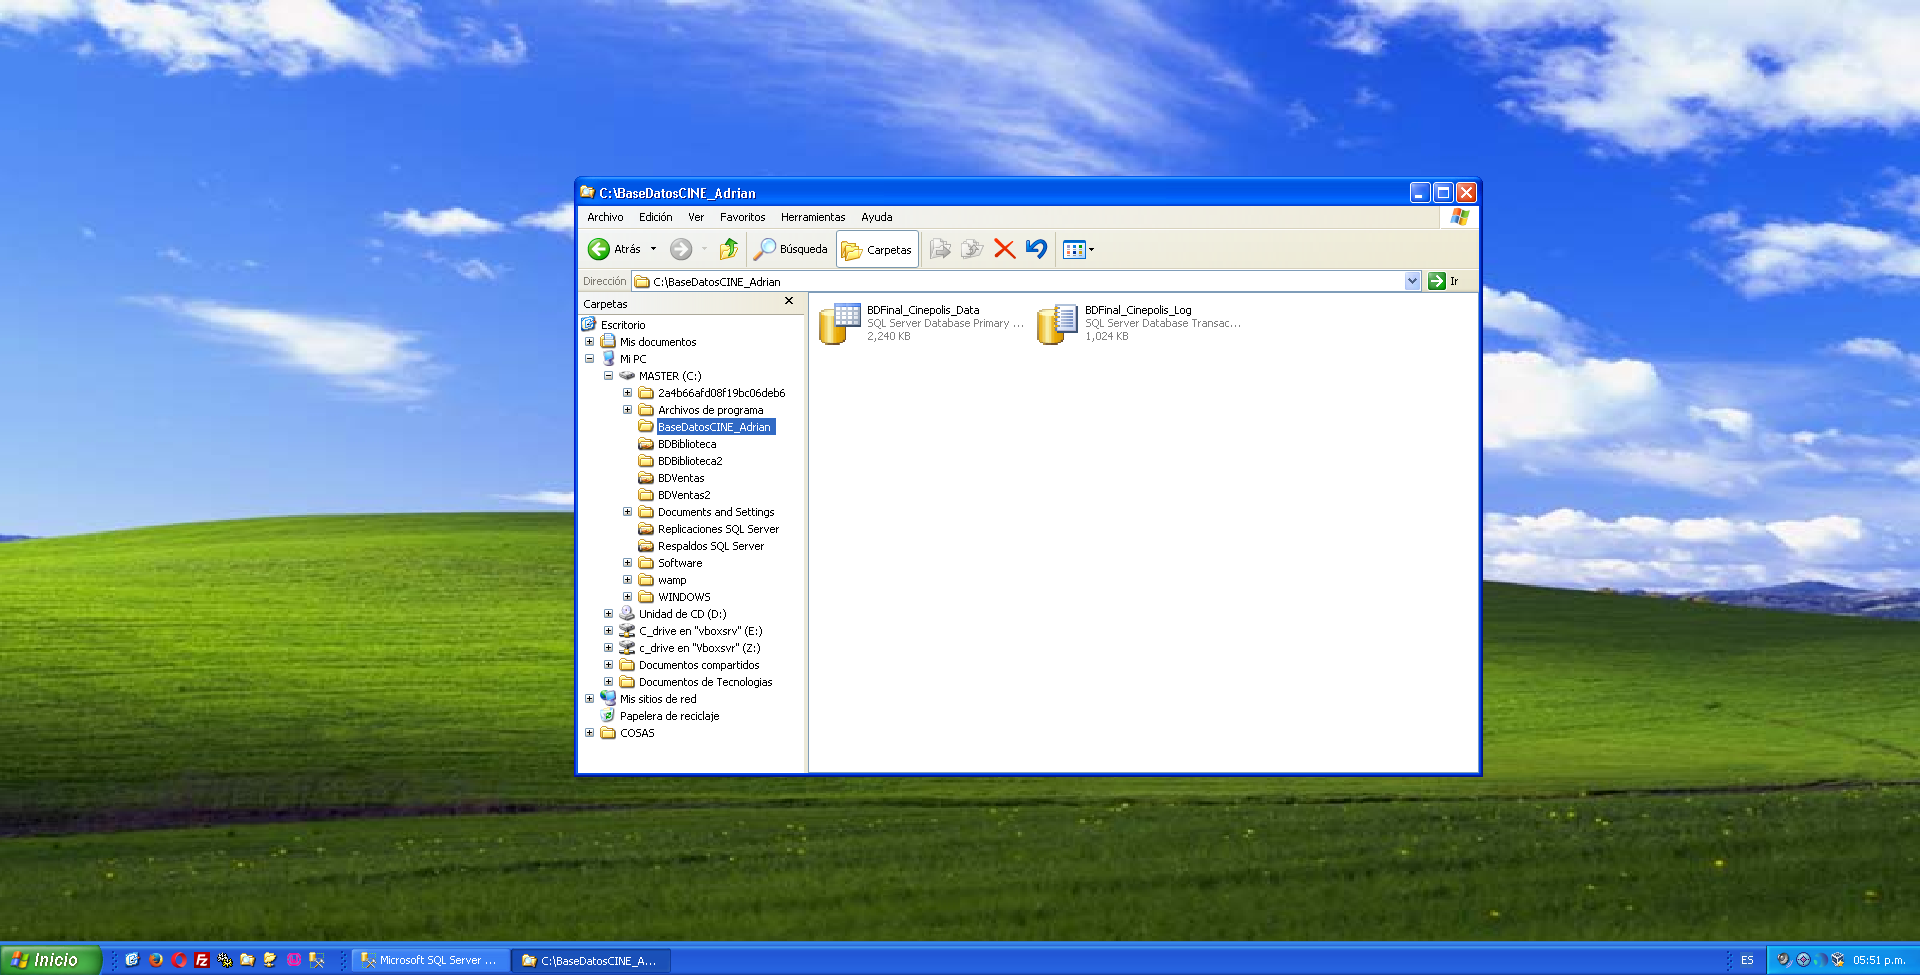 C:\BaseDatosCINE_Adrian
Archivo Edición Ver Favoritos Herramientas Ayuda
Atrás Búsqueda Carpetas
Dirección C:\BaseDatosCINE_Adrian Ir
Carpetas
Escritorio
Mis documentos
Mi PC
MASTER (C:)
2a4b66afd08f19bc06deb6
Archivos de programa
BaseDatosCINE_Adrian
BDBiblioteca
BDBiblioteca2
BDVentas
BDVentas2
Documents and Settings
Replicaciones SQL Server
Respaldos SQL Server
Software
wamp
WINDOWS
Unidad de CD (D:)
C_drive en "vboxsrv" (E:)
c_drive en "Vboxsvr" (Z:)
Documentos compartidos
Documentos de Tecnologias
Mis sitios de red
Papelera de reciclaje
COSAS
BDFinal_Cinepolis_Data
SQL Server Database Primary ...
2,240 KB
BDFinal_Cinepolis_Log
SQL Server Database Transac...
1,024 KB
Inicio
Microsoft SQL Server ...
C:\BaseDatosCINE_A...
ES
05:51 p.m.